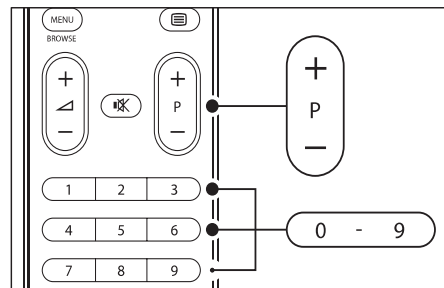 MENU
BROWSE
+ +
P
− −
1 2 3
4 5 6
7 8 9
+
P
−
0 - 9